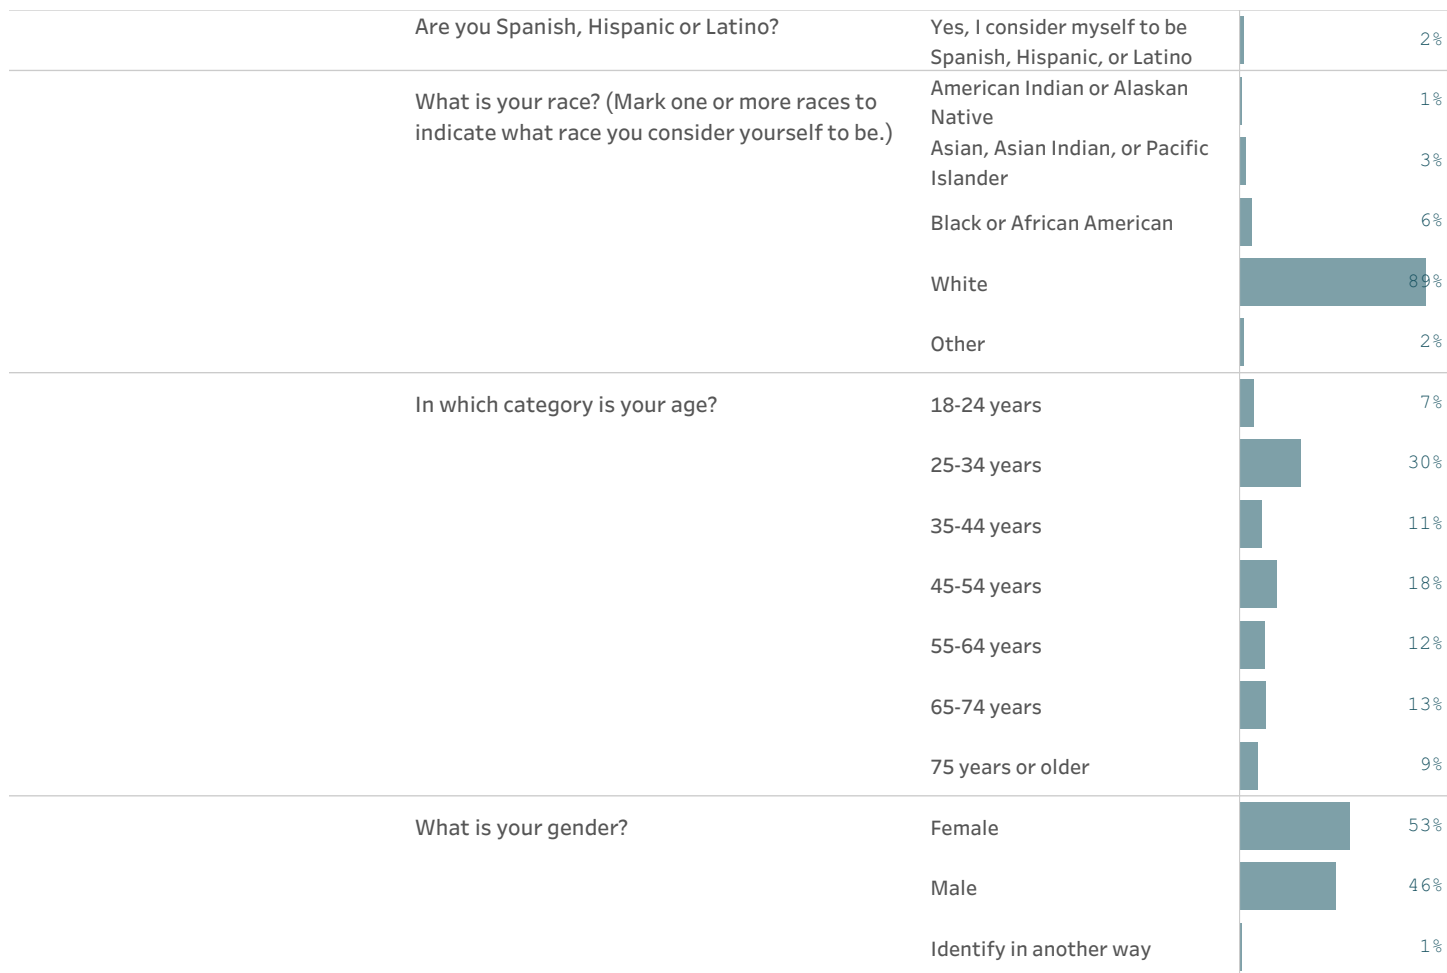 Are you Spanish, Hispanic or Latino?
Yes, I consider myself to be
Spanish, Hispanic, or Latino
2%
What is your race? (Mark one or more races to
indicate what race you consider yourself to be.)
American Indian or Alaskan
Native
1%
Asian, Asian Indian, or Pacific
Islander
3%
Black or African American
6%
White
89%
Other
2%
In which category is your age?
18-24 years
7%
25-34 years
30%
35-44 years
11%
45-54 years
18%
55-64 years
12%
65-74 years
13%
75 years or older
9%
What is your gender?
Female
53%
Male
46%
Identify in another way
1%